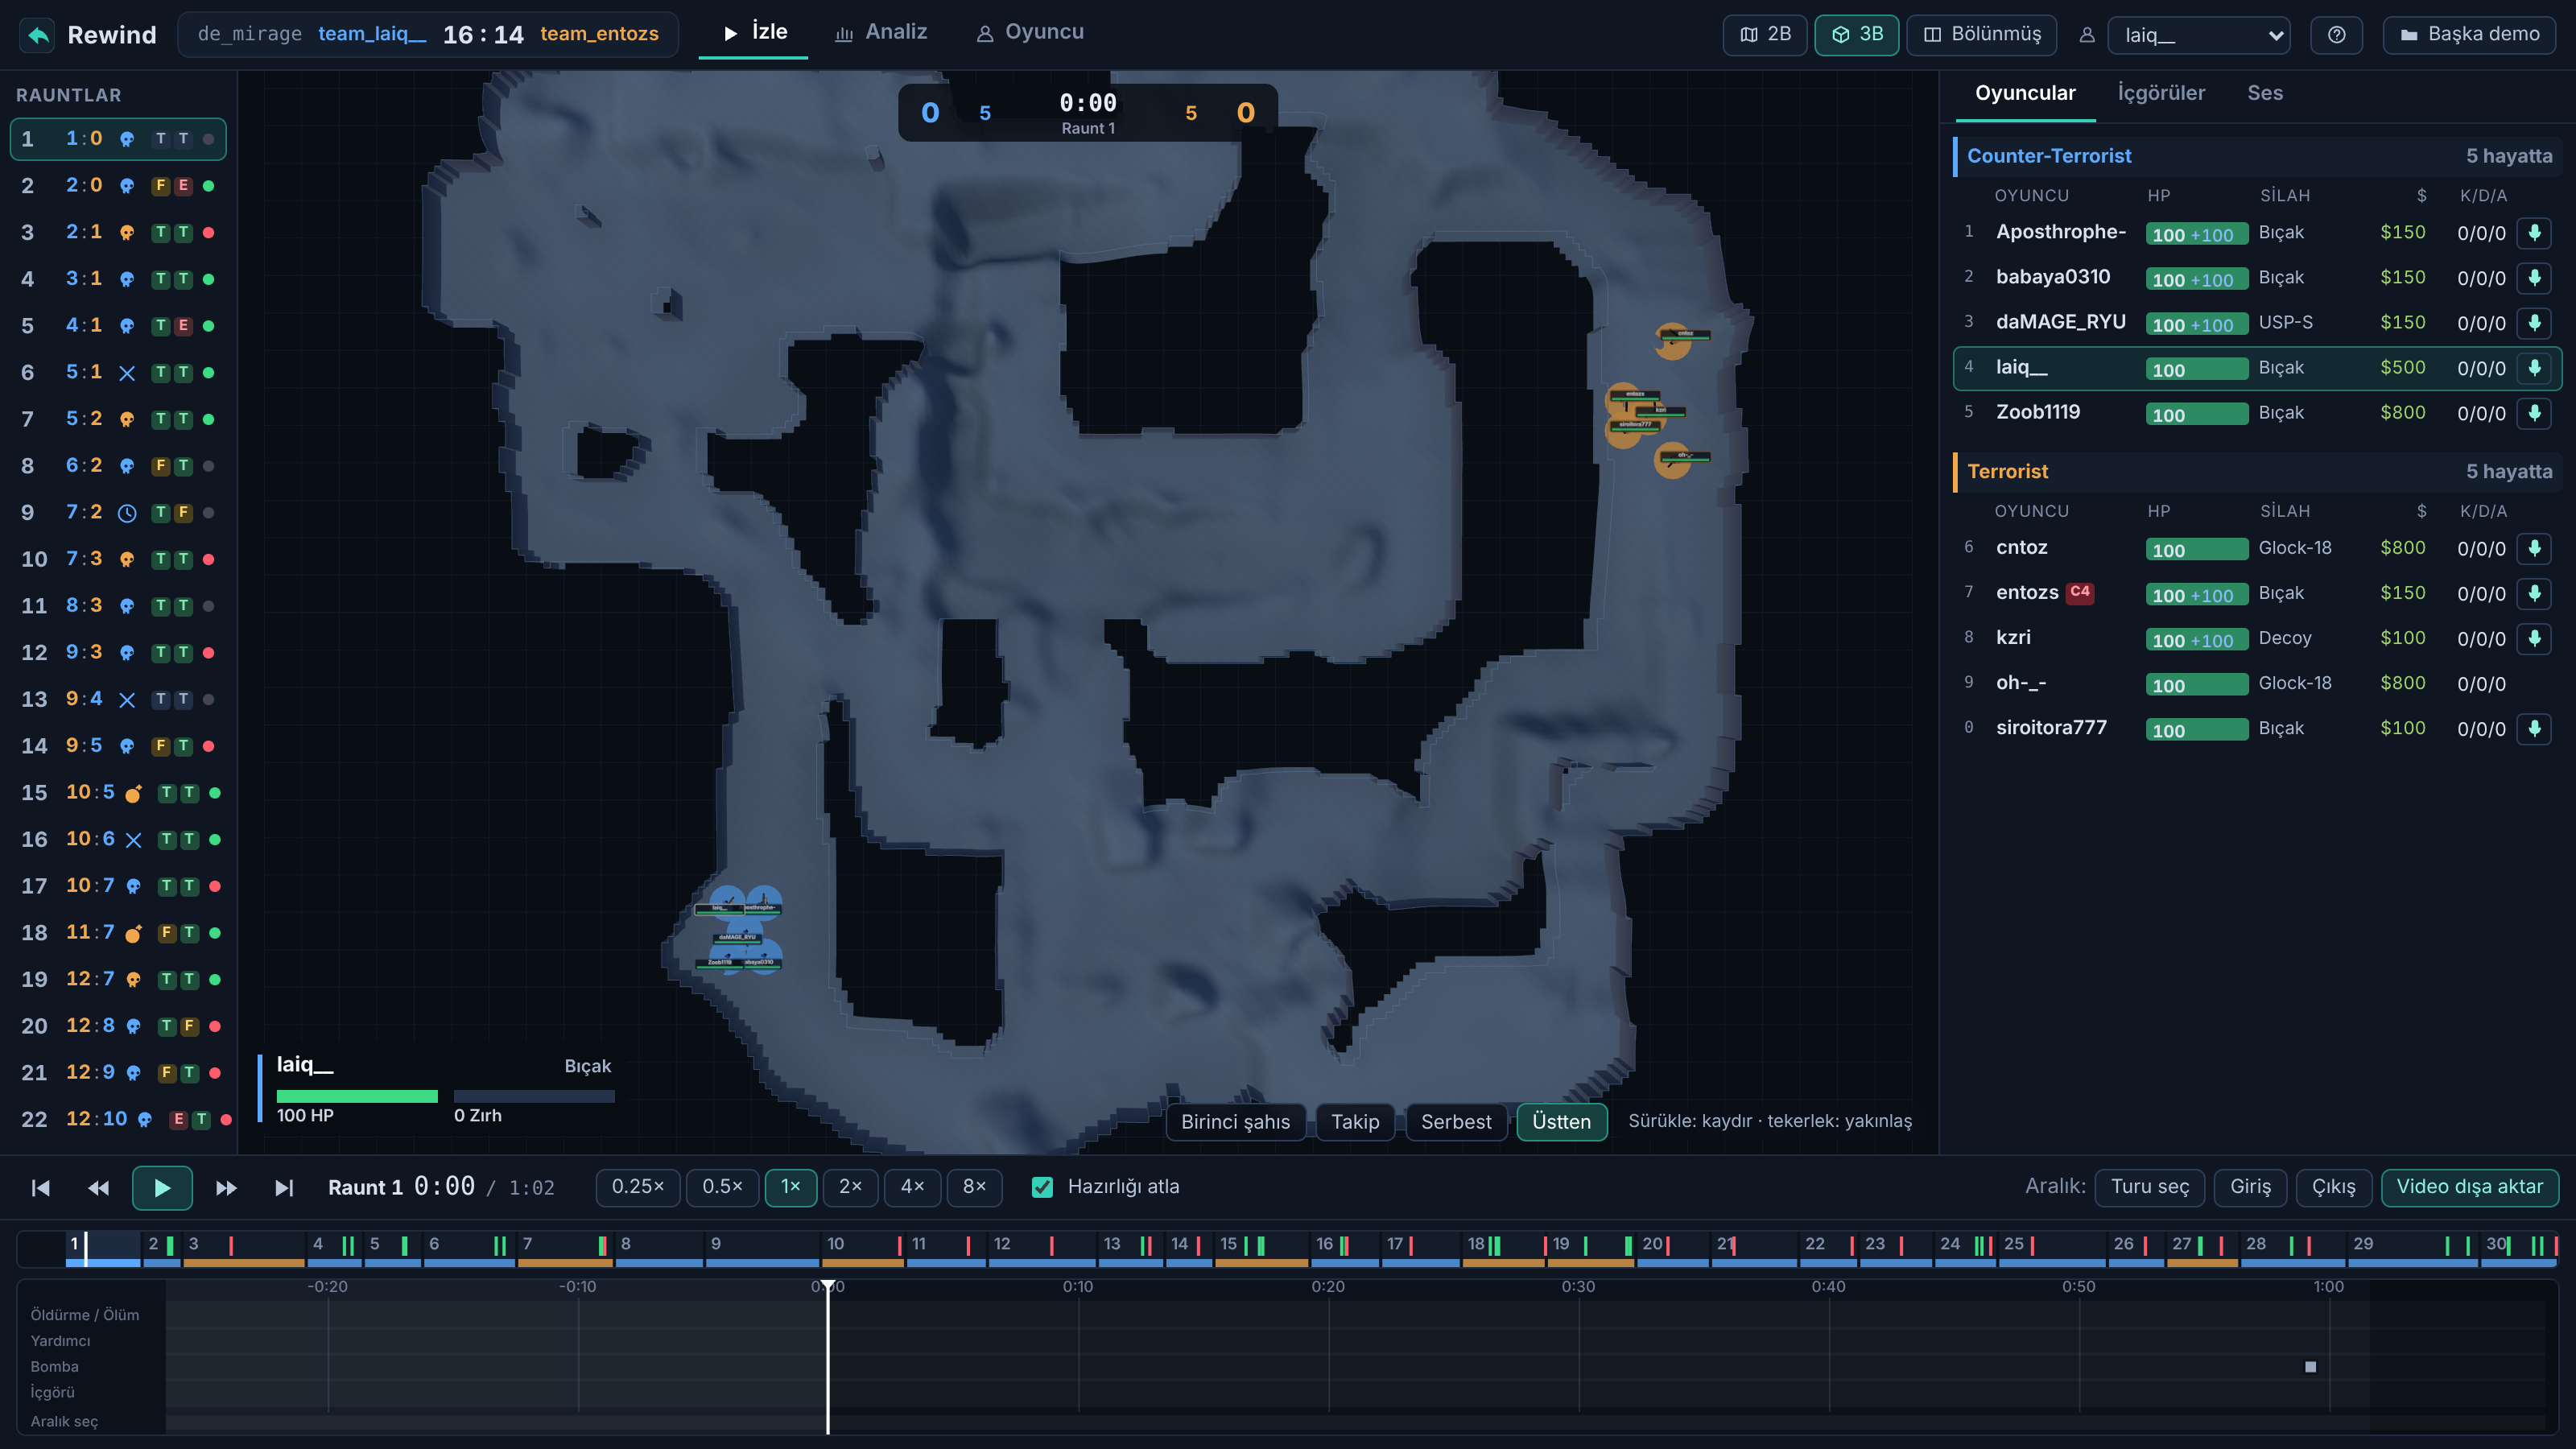 Rewind de_mirage team_laiq__ 16 : 14 team_entozs İzle Analiz Oyuncu 2B 3B Bölünmüş laiq__ Başka demo
RAUNTLAR
1 1:0 T T
2 2:0 F E
3 2:1 T T
4 3:1 T T
5 4:1 T E
6 5:1 T T
7 5:2 T T
8 6:2 F T
9 7:2 T F
10 7:3 T T
11 8:3 T T
12 9:3 T T
13 9:4 T T
14 9:5 F T
15 10:5 T T
16 10:6 T T
17 10:7 T T
18 11:7 F T
19 12:7 T T
20 12:8 T F
21 12:9 F T
22 12:10 E T
0 5 0:00 5 0
Raunt 1
cntoz
entozs
kzri
siroitora777
oh-_-
laiq__
daMAGE_RYU
Zoob1119
laiq__ Bıçak
100 HP 0 Zırh
Birinci şahıs Takip Serbest Üstten Sürükle: kaydır · tekerlek: yakınlaş
Oyuncular İçgörüler Ses
Counter-Terrorist 5 hayatta
OYUNCU HP SİLAH $ K/D/A
1 Aposthrophe- 100 +100 Bıçak $150 0/0/0
2 babaya0310 100 +100 Bıçak $150 0/0/0
3 daMAGE_RYU 100 +100 USP-S $150 0/0/0
4 laiq__ 100 Bıçak $500 0/0/0
5 Zoob1119 100 Bıçak $800 0/0/0
Terrorist 5 hayatta
OYUNCU HP SİLAH $ K/D/A
6 cntoz 100 Glock-18 $800 0/0/0
7 entozs C4 100 +100 Bıçak $150 0/0/0
8 kzri 100 +100 Decoy $100 0/0/0
9 oh-_- 100 Glock-18 $800 0/0/0
0 siroitora777 100 Bıçak $100 0/0/0
Raunt 1 0:00 / 1:02 0.25× 0.5× 1× 2× 4× 8× Hazırlığı atla Aralık: Turu seç Giriş Çıkış Video dışa aktar
1 2 3 4 5 6 7 8 9 10 11 12 13 14 15 16 17 18 19 20 21 22 23 24 25 26 27 28 29 30
-0:20 -0:10 0:00 0:10 0:20 0:30 0:40 0:50 1:00
Öldürme / Ölüm
Yardımcı
Bomba
İçgörü
Aralık seç